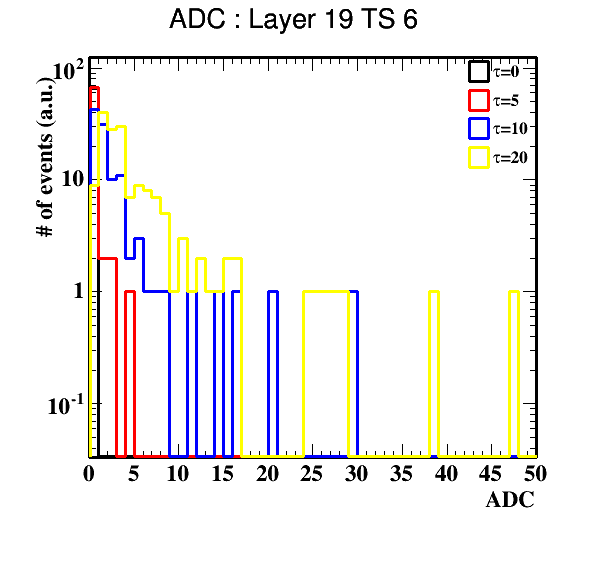 ADC : Layer 19 TS 6
# of events (a.u.)
10²
10
1
10⁻¹
τ=0
τ=5
τ=10
τ=20
0 5 10 15 20 25 30 35 40 45 50
ADC